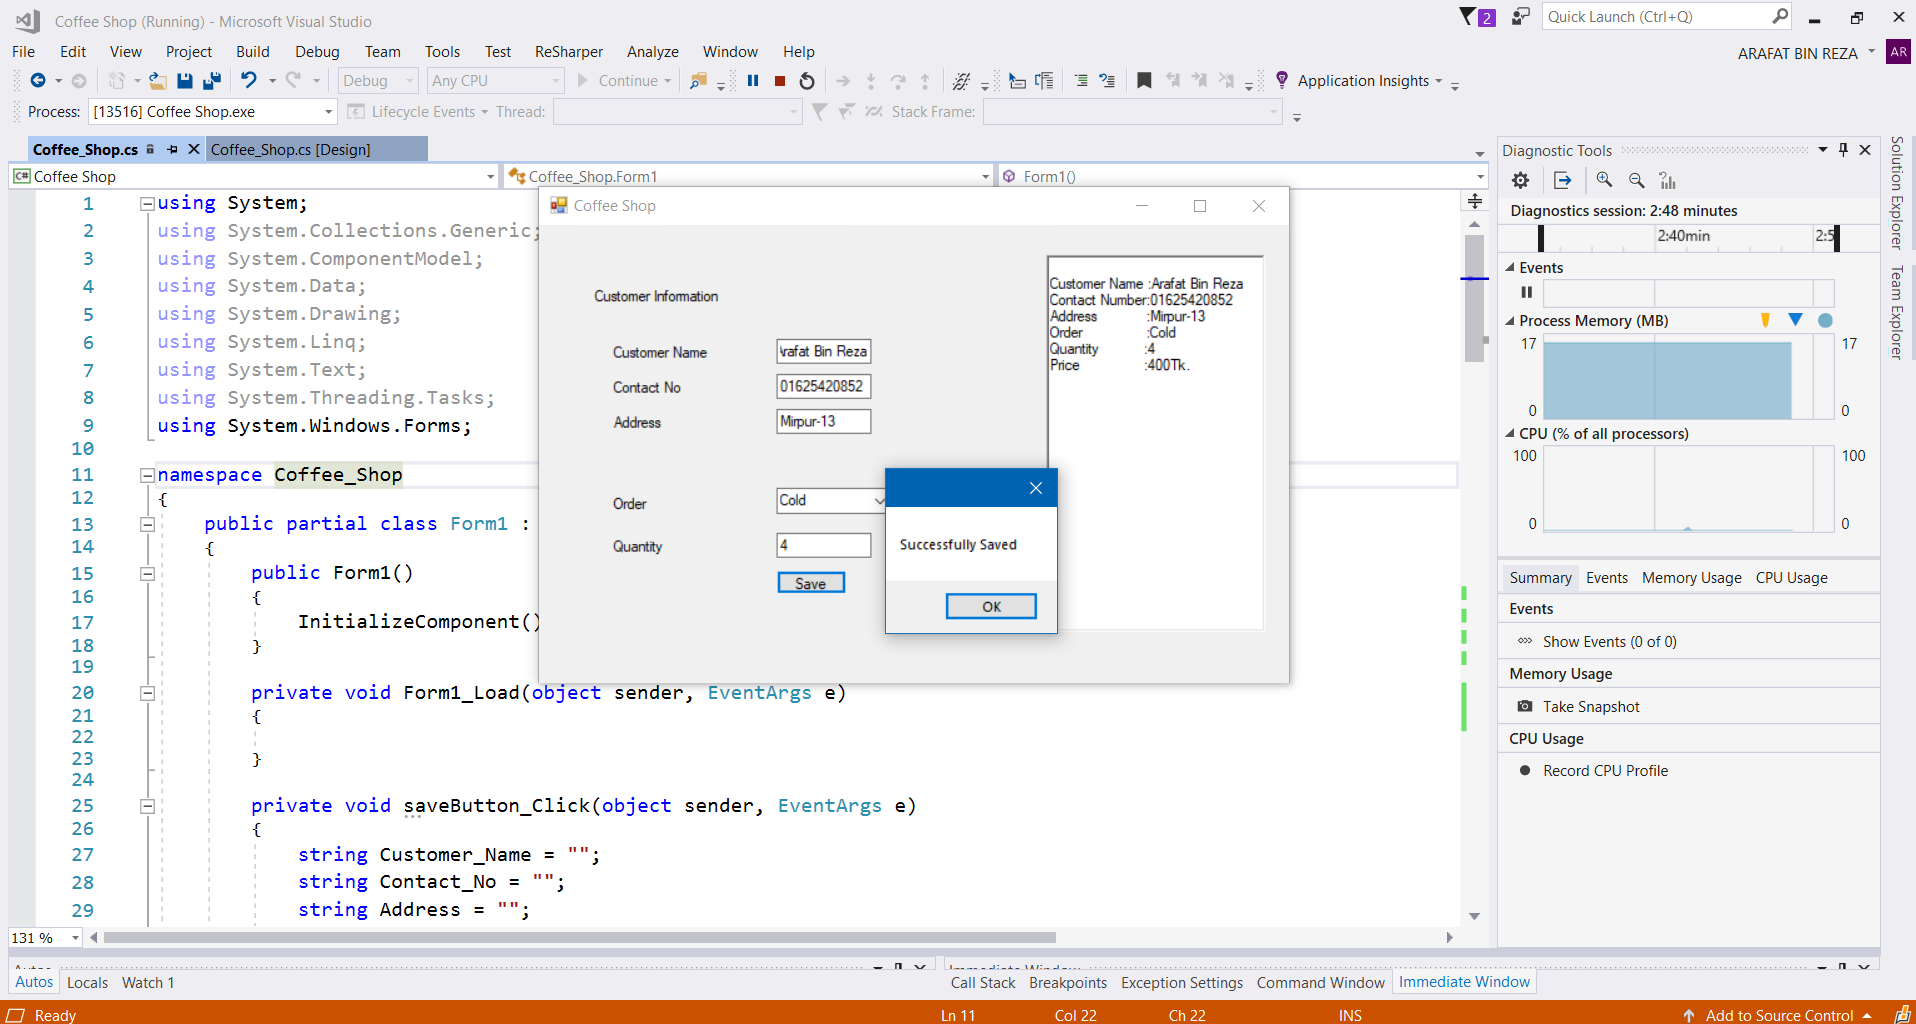 Coffee Shop (Running) - Microsoft Visual Studio
2
Quick Launch (Ctrl+Q)
File Edit View Project Build Debug Team Tools Test ReSharper Analyze Window Help
ARAFAT BIN REZA AR
Debug Any CPU Continue Application Insights
Process: [13516] Coffee Shop.exe Lifecycle Events Thread: Stack Frame:
Coffee_Shop.cs Coffee_Shop.cs [Design]
C# Coffee Shop Coffee_Shop.Form1 Form1()
1 using System;
2 using System.Collections.Generic;
3 using System.ComponentModel;
4 using System.Data;
5 using System.Drawing;
6 using System.Linq;
7 using System.Text;
8 using System.Threading.Tasks;
9 using System.Windows.Forms;
10
11 namespace Coffee_Shop
12 {
13 public partial class Form1 :
14 {
15 public Form1()
16 {
17 InitializeComponent()
18 }
19
20 private void Form1_Load(object sender, EventArgs e)
21 {
22
23 }
24
25 private void saveButton_Click(object sender, EventArgs e)
26 {
27 string Customer_Name = "";
28 string Contact_No = "";
29 string Address = "";
131 %
Coffee Shop
Customer Information
Customer Name Arafat Bin Reza
Contact No 01625420852
Address Mirpur-13
Order Cold
Quantity 4
Save
Customer Name :Arafat Bin Reza
Contact Number:01625420852
Address :Mirpur-13
Order :Cold
Quantity :4
Price :400Tk.
Successfully Saved
OK
Diagnostic Tools
Diagnostics session: 2:48 minutes
2:40min 2:5
Events
Process Memory (MB)
17 17
0 0
CPU (% of all processors)
100 100
0 0
Summary Events Memory Usage CPU Usage
Events
Show Events (0 of 0)
Memory Usage
Take Snapshot
CPU Usage
Record CPU Profile
Solution Explorer
Team Explorer
Autos
Immediate Window
Autos Locals Watch 1
Call Stack Breakpoints Exception Settings Command Window Immediate Window
Ready Ln 11 Col 22 Ch 22 INS Add to Source Control